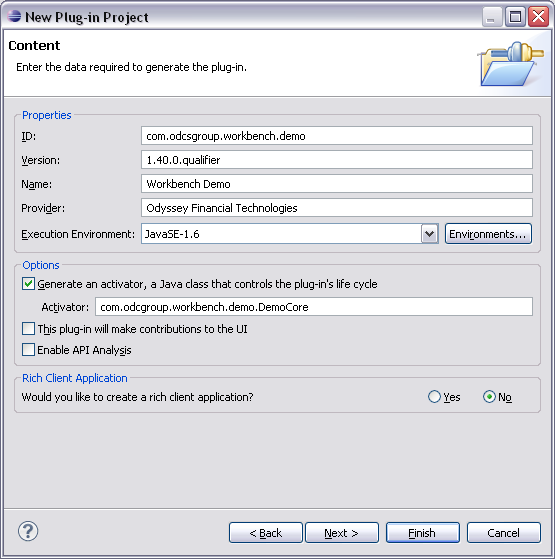 New Plug-in Project
Content
Enter the data required to generate the plug-in.
Properties
ID: com.odcsgroup.workbench.demo
Version: 1.40.0.qualifier
Name: Workbench Demo
Provider: Odyssey Financial Technologies
Execution Environment: JavaSE-1.6 Environments...
Options
Generate an activator, a Java class that controls the plug-in's life cycle
Activator: com.odcgroup.workbench.demo.DemoCore
This plug-in will make contributions to the UI
Enable API Analysis
Rich Client Application
Would you like to create a rich client application? Yes No
? < Back Next > Finish Cancel